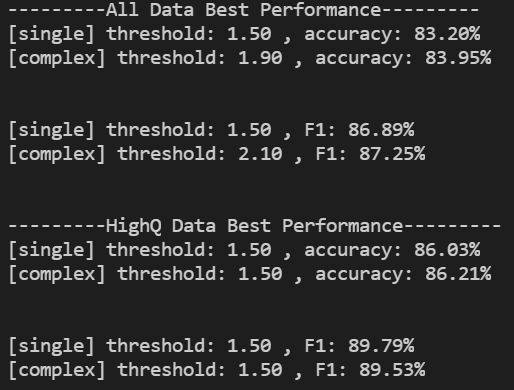 ---------All Data Best Performance---------
[single] threshold: 1.50 , accuracy: 83.20%
[complex] threshold: 1.90 , accuracy: 83.95%
[single] threshold: 1.50 , F1: 86.89%
[complex] threshold: 2.10 , F1: 87.25%
---------HighQ Data Best Performance---------
[single] threshold: 1.50 , accuracy: 86.03%
[complex] threshold: 1.50 , accuracy: 86.21%
[single] threshold: 1.50 , F1: 89.79%
[complex] threshold: 1.50 , F1: 89.53%